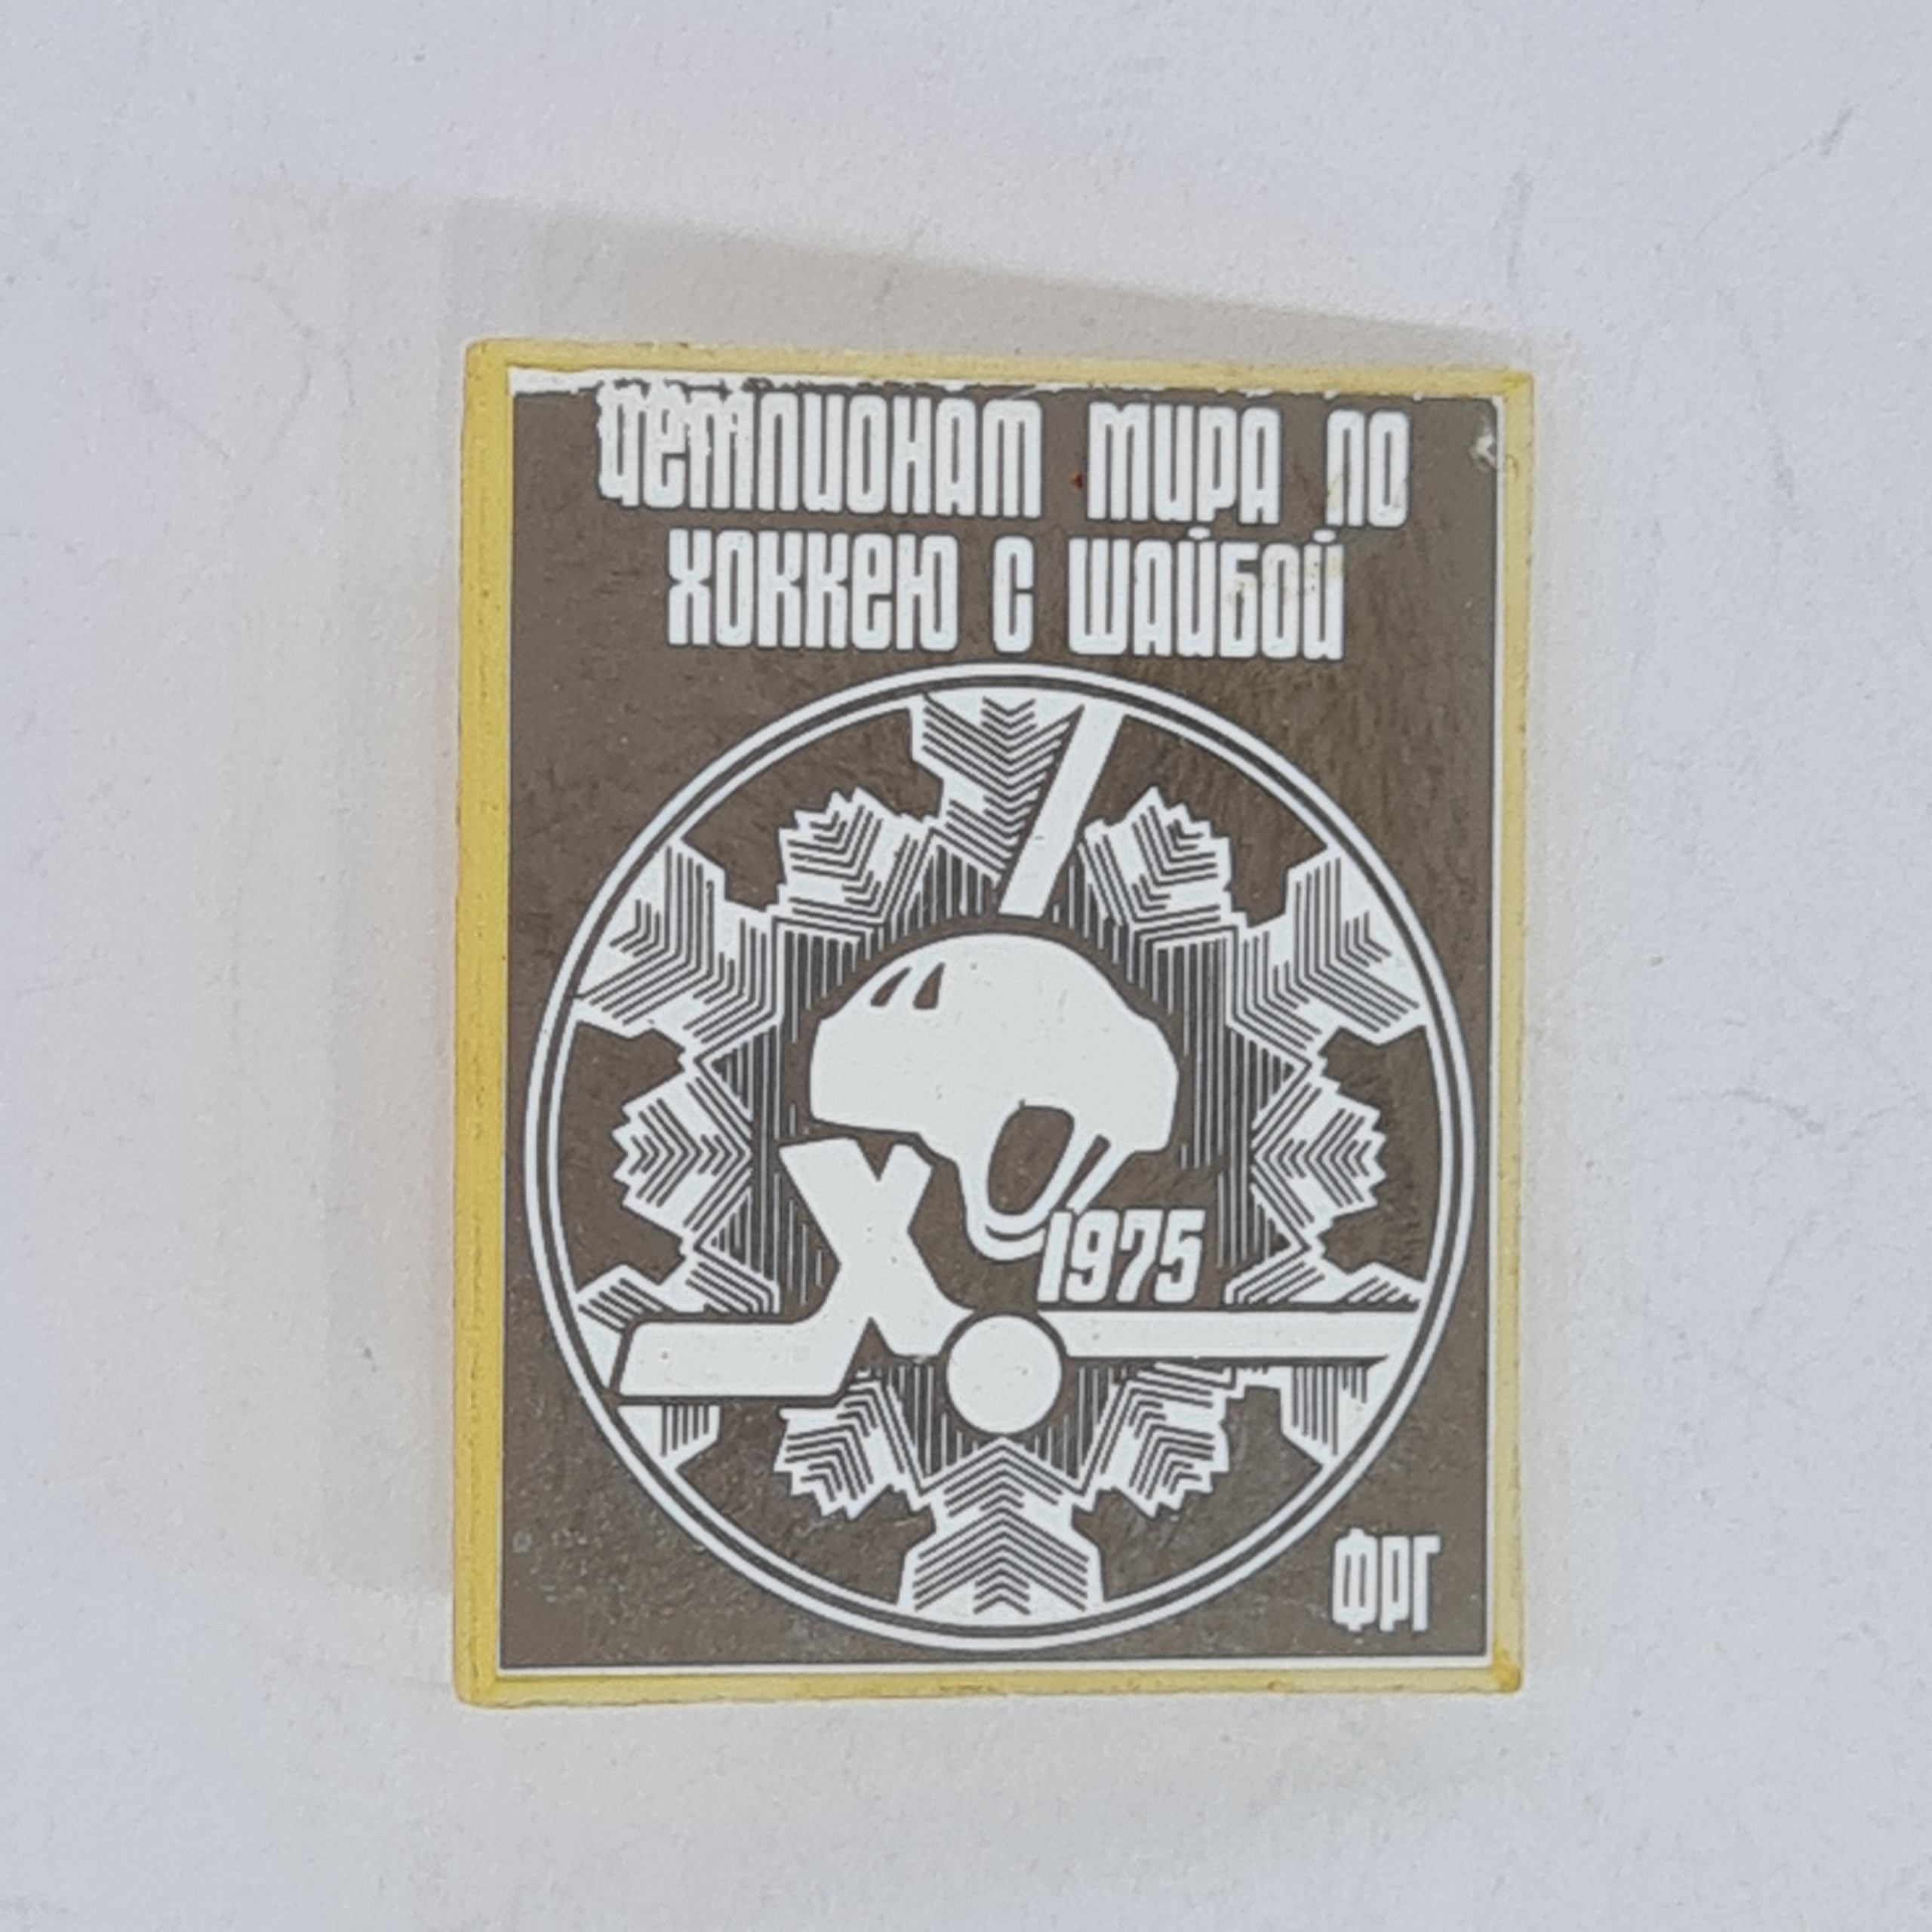 чемпионат мира по
хоккею с шайбой
1975
ФРГ